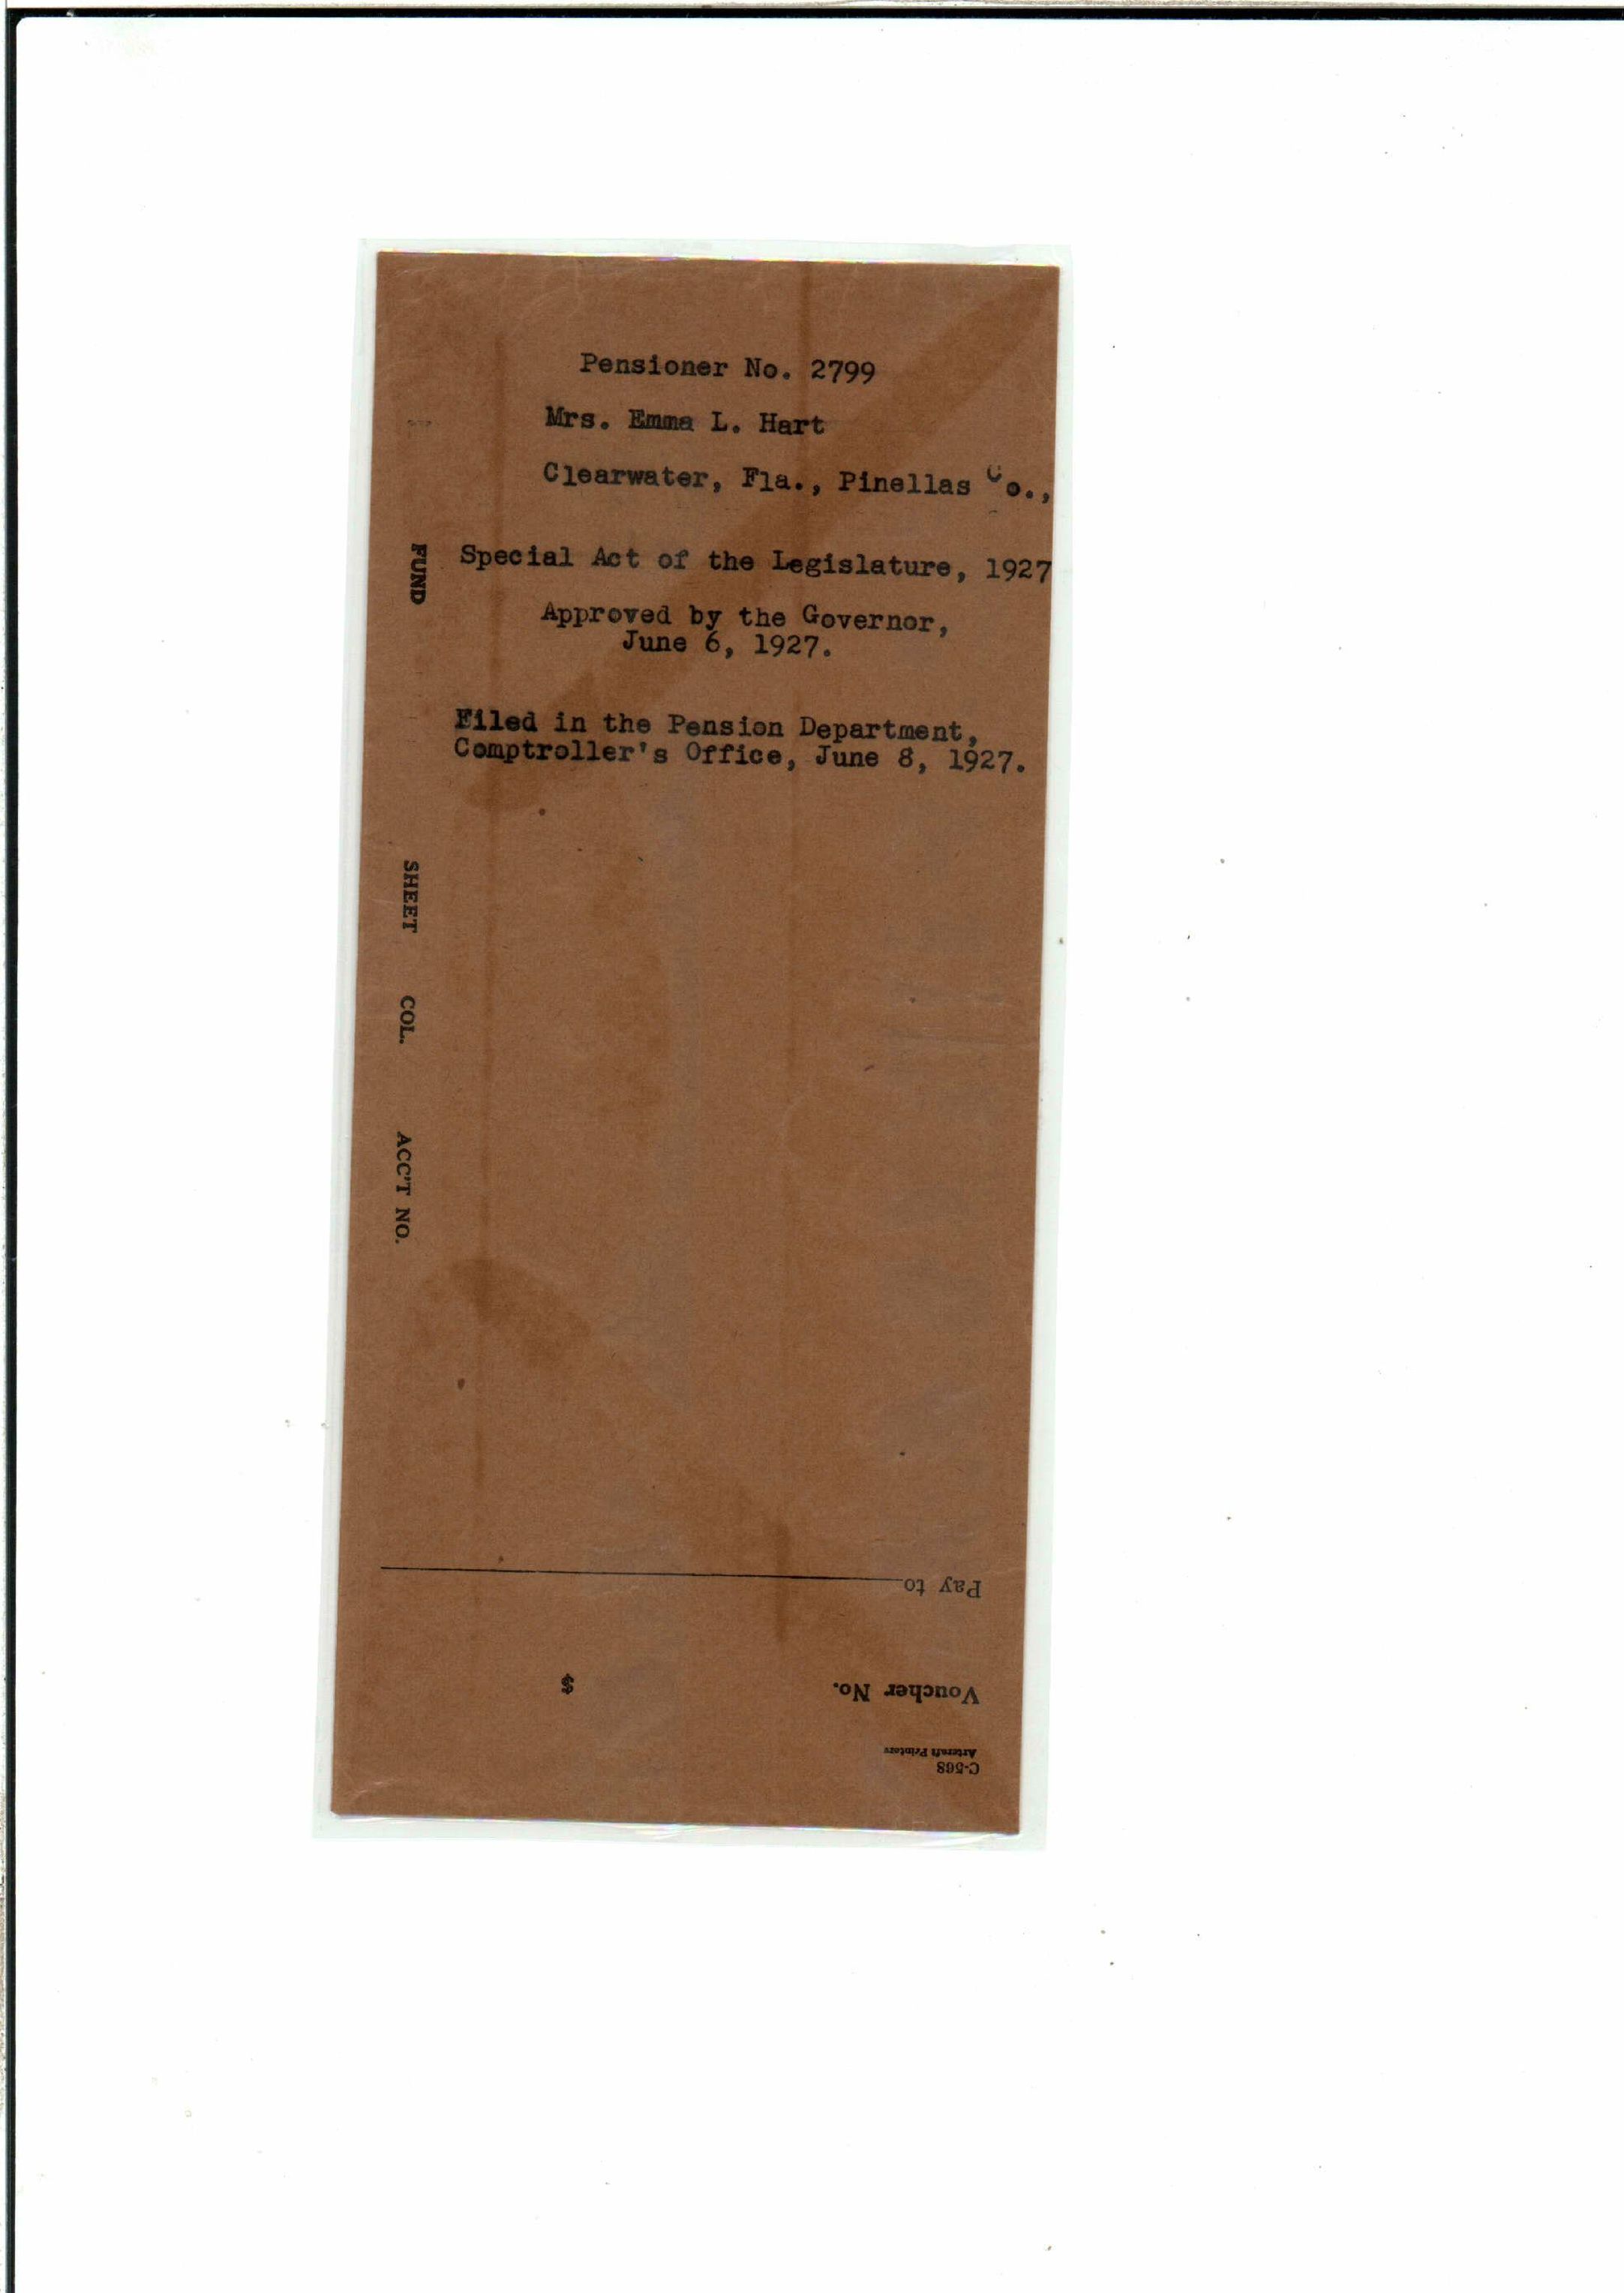 Pensioner No. 2799
Mrs. Emma L. Hart
Clearwater, Fla., Pinellas Co.,
Special Act of the Legislature, 1927
Approved by the Governor,
June 6, 1927.
Filed in the Pension Department,
Comptroller's Office, June 8, 1927.
FUND
SHEET
COL.
ACC'T NO.
C-568
Artcraft Printers
Voucher No. $
Pay to